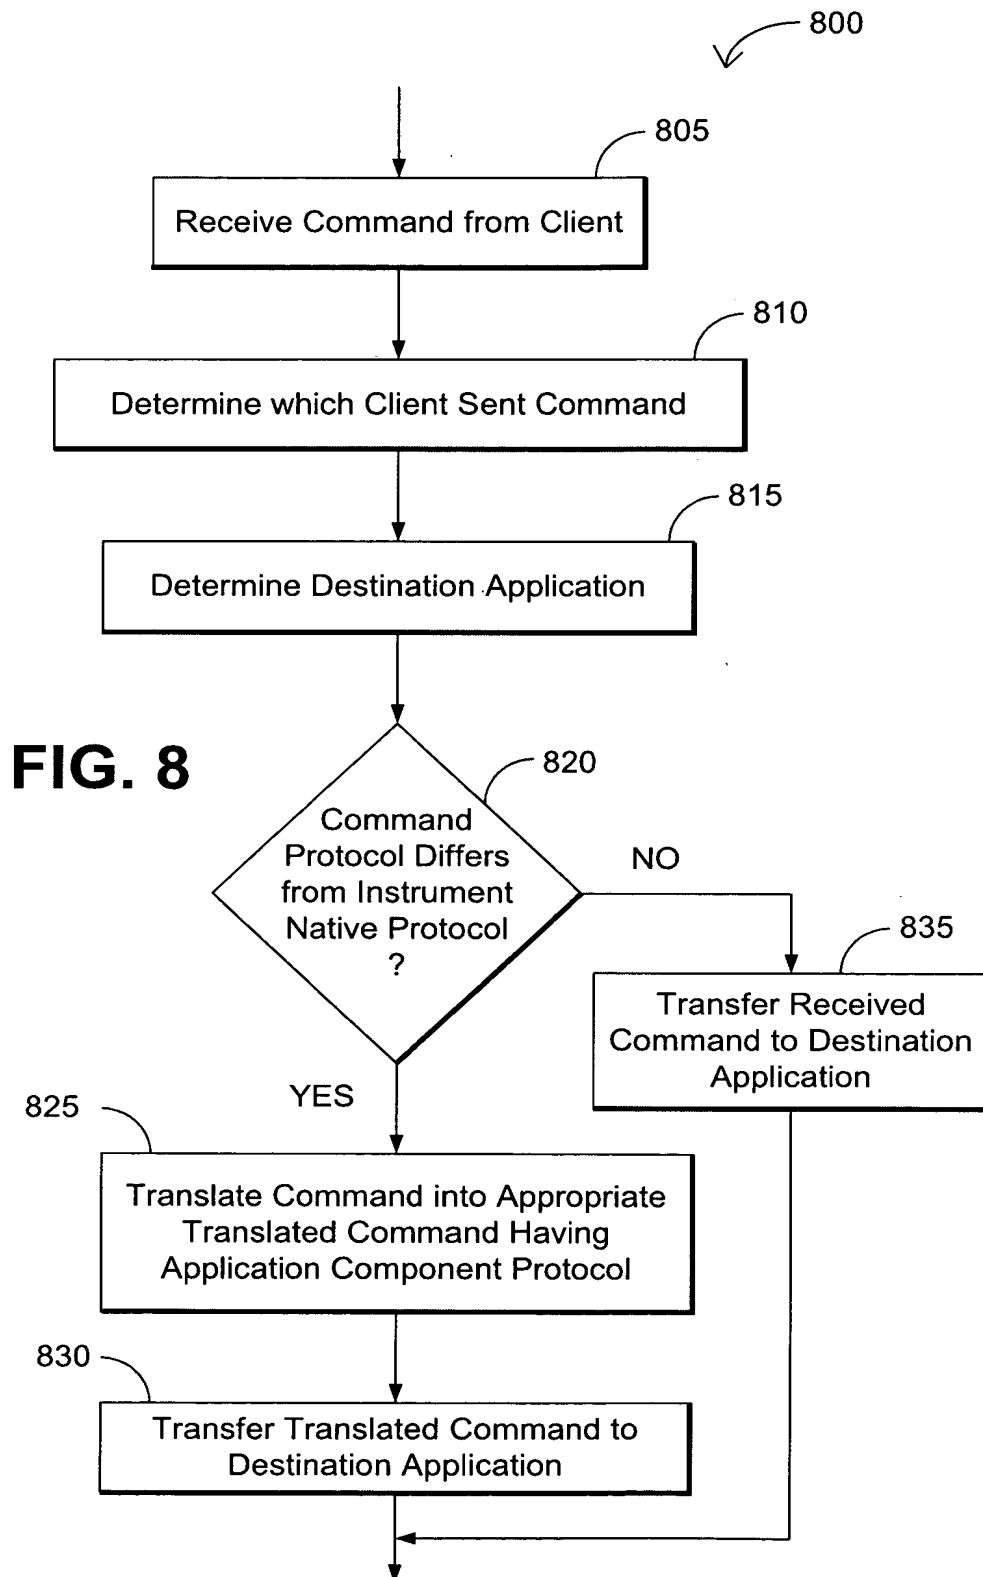 800
805
Receive Command from Client
810
Determine which Client Sent Command
815
Determine Destination Application
FIG. 8
820
Command
Protocol Differs
from Instrument
Native Protocol
?
NO
835
Transfer Received
Command to Destination
Application
YES
825
Translate Command into Appropriate
Translated Command Having
Application Component Protocol
830
Transfer Translated Command to
Destination Application